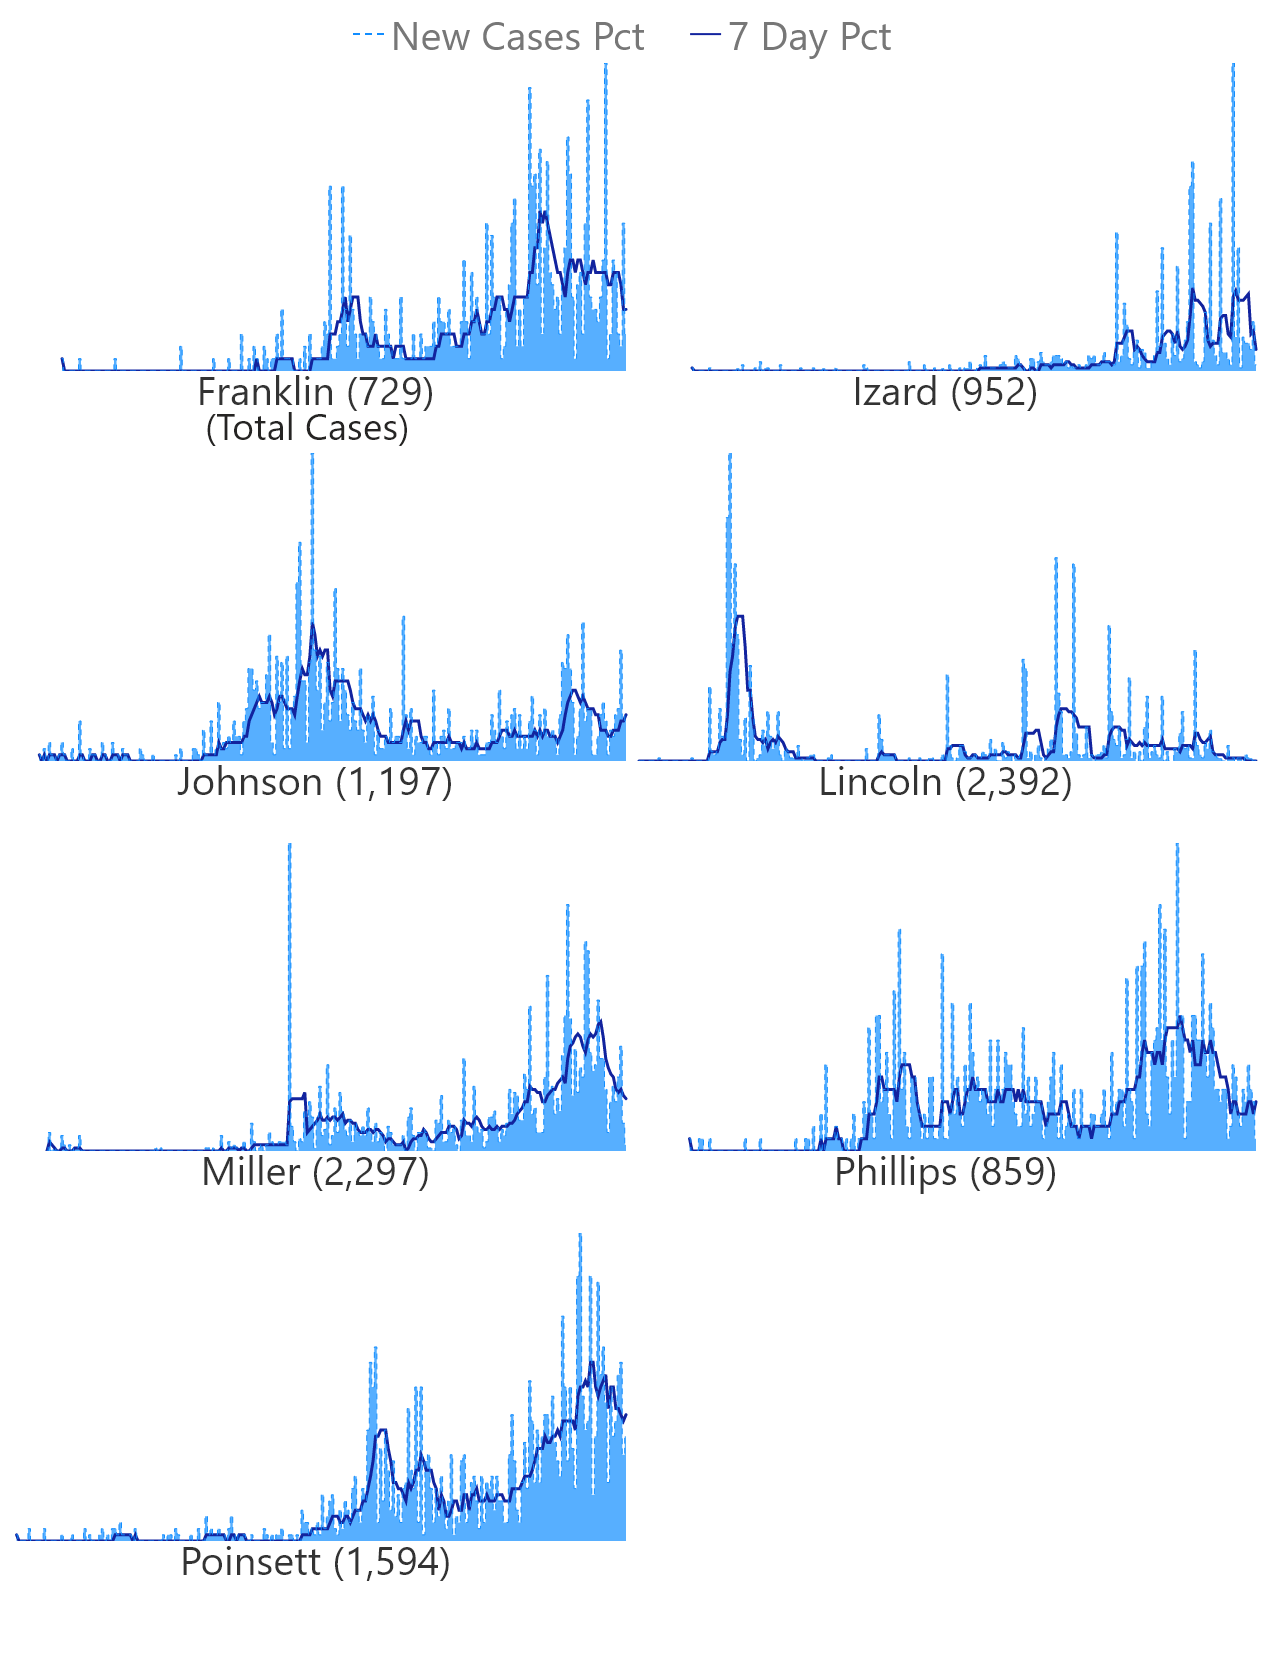 New Cases Pct 7 Day Pct
Franklin (729) Izard (952)
(Total Cases)
Johnson (1,197) Lincoln (2,392)
Miller (2,297) Phillips (859)
Poinsett (1,594)